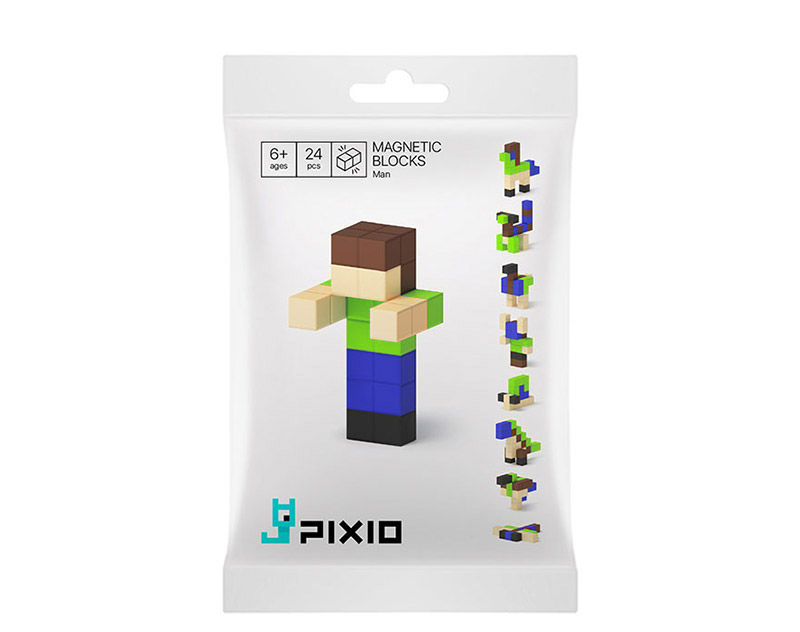 6+
ages
24
pcs
MAGNETIC
BLOCKS
Man
PIXIO